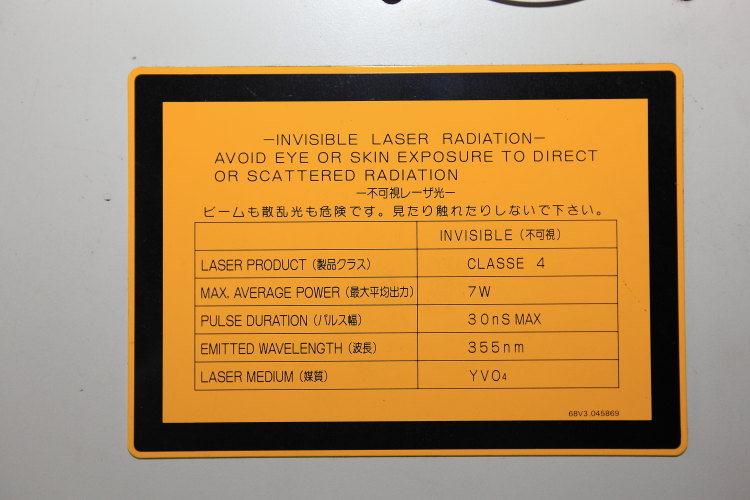 —INVISIBLE LASER RADIATION—
AVOID EYE OR SKIN EXPOSURE TO DIRECT
OR SCATTERED RADIATION
—不可視レーザ光—
ビームも散乱光も危険です。見たり触れたりしないで下さい。
INVISIBLE (不可視)
LASER PRODUCT (製品クラス) CLASSE 4
MAX. AVERAGE POWER (最大平均出力) 7W
PULSE DURATION (パルス幅) 30nS MAX
EMITTED WAVELENGTH (波長) 355nm
LASER MEDIUM (媒質) YVO4
68V3.045869